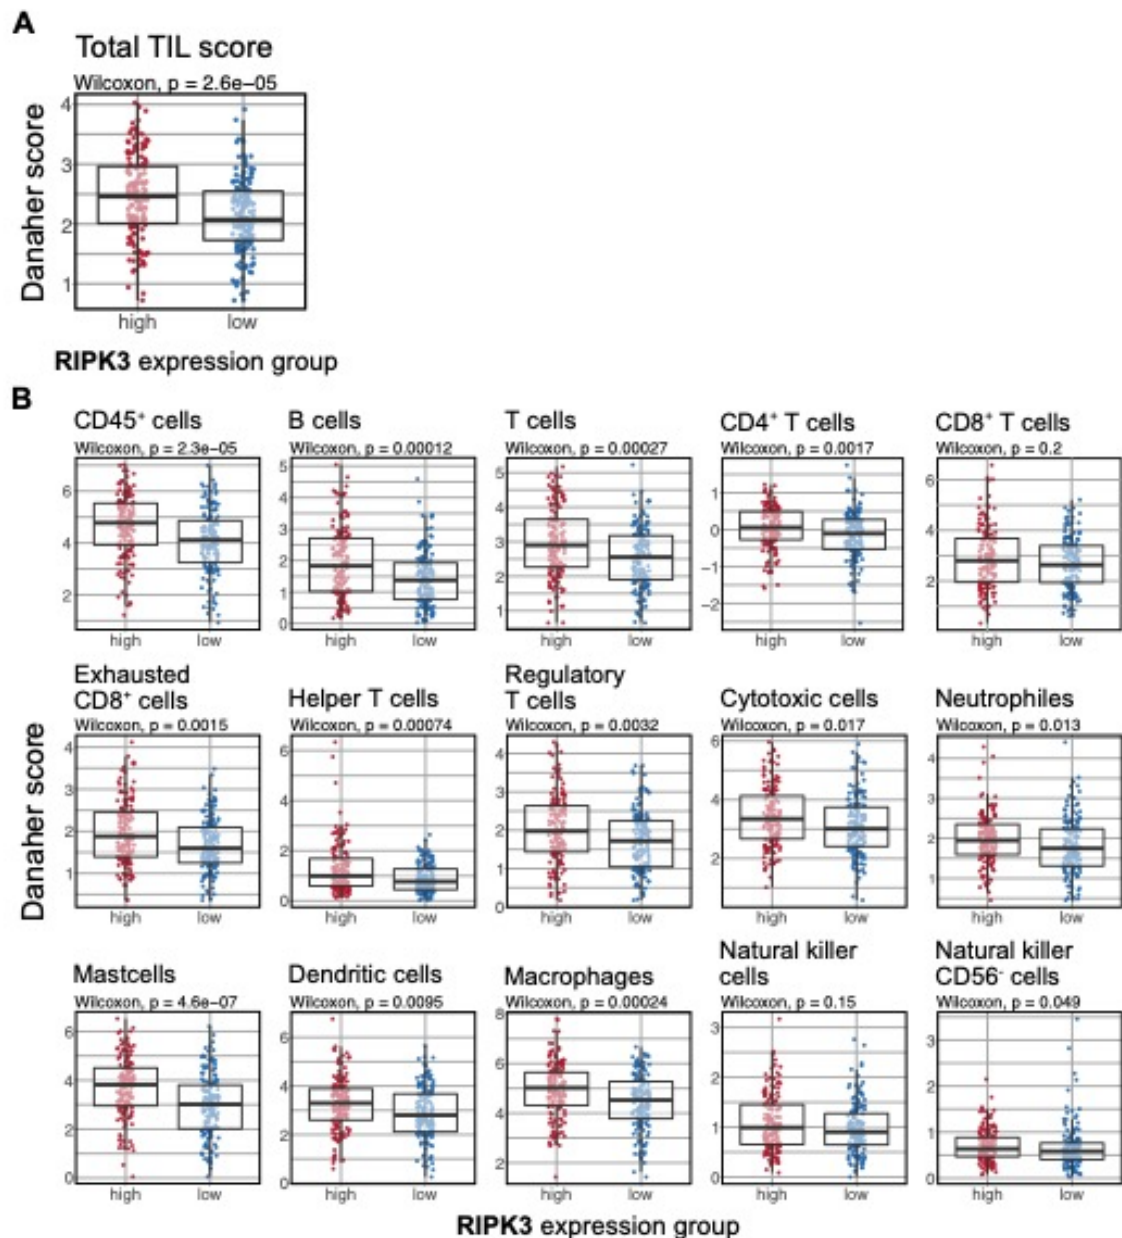 A
Total TIL score
Wilcoxon, p = 2.6e−05
Danaher score
4
3
2
1
high low
RIPK3 expression group
B
CD45⁺ cells
Wilcoxon, p = 2.3e−05
6
4
2
high low
B cells
Wilcoxon, p = 0.00012
5
4
3
2
1
0
high low
T cells
Wilcoxon, p = 0.00027
5
4
3
2
1
high low
CD4⁺ T cells
Wilcoxon, p = 0.0017
1
0
−1
−2
high low
CD8⁺ T cells
Wilcoxon, p = 0.2
6
4
2
high low
Danaher score
Exhausted
CD8⁺ cells
Wilcoxon, p = 0.0015
4
3
2
1
high low
Helper T cells
Wilcoxon, p = 0.00074
6
4
2
0
high low
Regulatory
T cells
Wilcoxon, p = 0.0032
4
3
2
1
0
high low
Cytotoxic cells
Wilcoxon, p = 0.017
6
4
2
high low
Neutrophiles
Wilcoxon, p = 0.013
4
3
2
1
high low
Mastcells
Wilcoxon, p = 4.6e−07
6
4
2
0
high low
Dendritic cells
Wilcoxon, p = 0.0095
6
4
2
0
high low
Macrophages
Wilcoxon, p = 0.00024
8
6
4
2
high low
Natural killer
cells
Wilcoxon, p = 0.15
3
2
1
0
high low
Natural killer
CD56⁻ cells
Wilcoxon, p = 0.049
3
2
1
0
high low
RIPK3 expression group